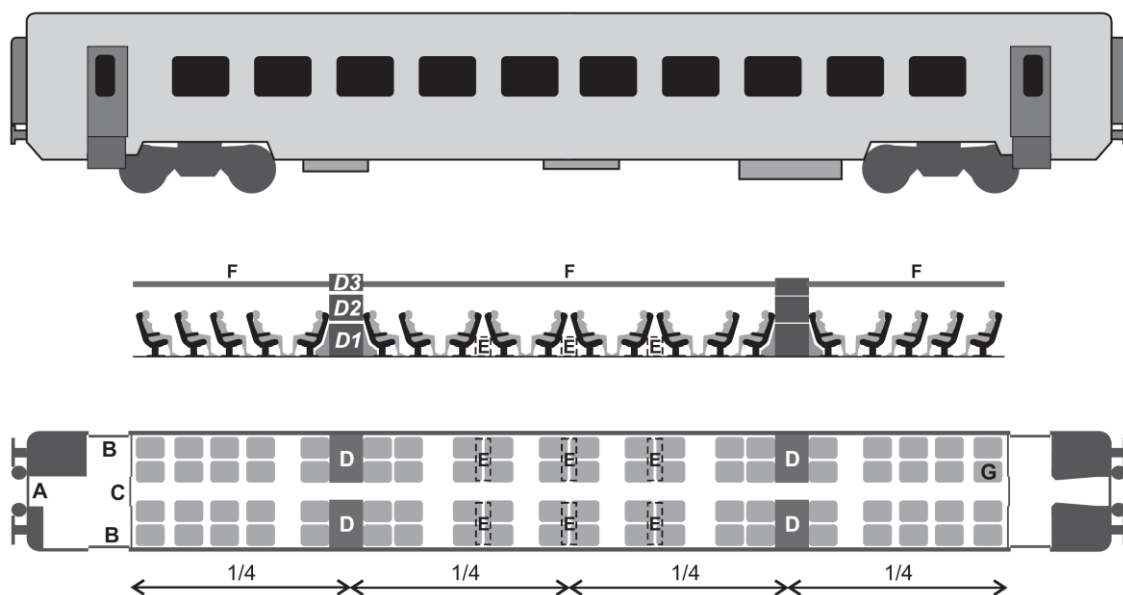 F F F
D3
D2
D1 E E E
B D E E E D
A C G
B D E E E D
1/4 1/4 1/4 1/4